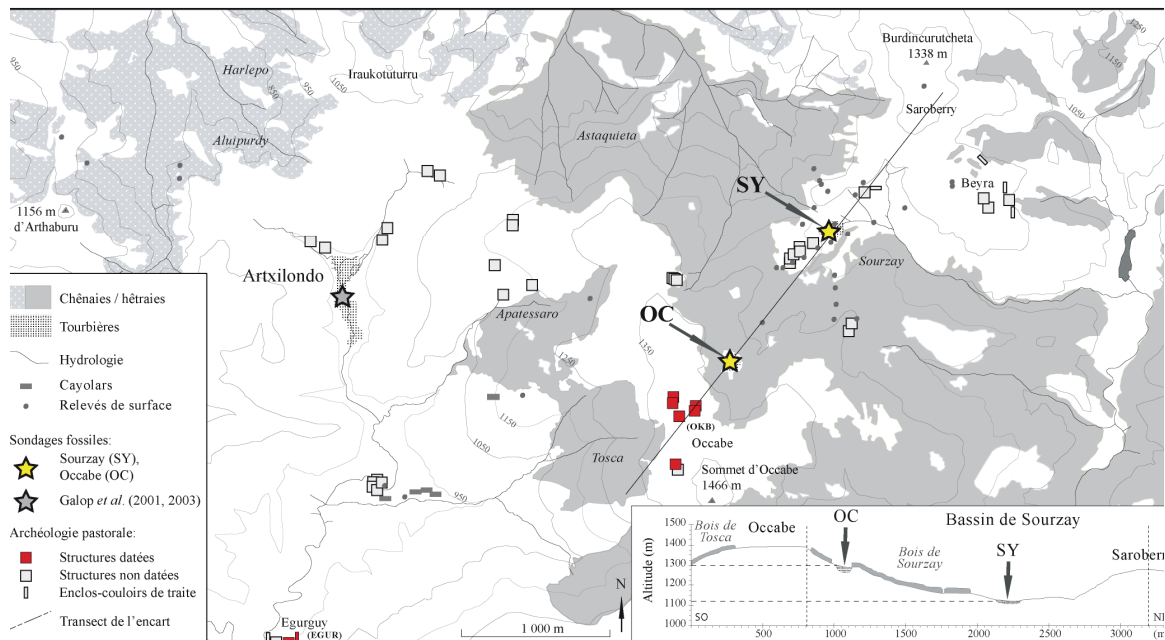 950
Harlepo
850
950
1050
Iraukotuturru
Burdincurutcheta
1338 m
1250
1150
Saroberry
1050
Aluipurdy
Astaquieta
SY
Beyra
1156 m
d'Arthaburu
Artxilondo
Sourzay
OC
Apatessaro
1350
1250
1150
1050
(OKB)
Occabe
Tosca
Sommet d'Occabe
1466 m
950
Egurguy
(EGUR)
1 000 m
N
Chênaies / hêtraies
Tourbières
Hydrologie
Cayolars
Relevés de surface
Sondages fossiles:
Sourzay (SY),
Occabe (OC)
Galop et al. (2001, 2003)
Archéologie pastorale:
Structures datées
Structures non datées
Enclos-couloirs de traite
Transect de l'encart
Altitude (m)
1500
1400
1300
1200
1100
1000
Bois de
Tosca
Occabe
OC
Bassin de Sourzay
Bois de
Sourzay
SY
Saroberr
SO
500
1000
1500
2000
2500
3000